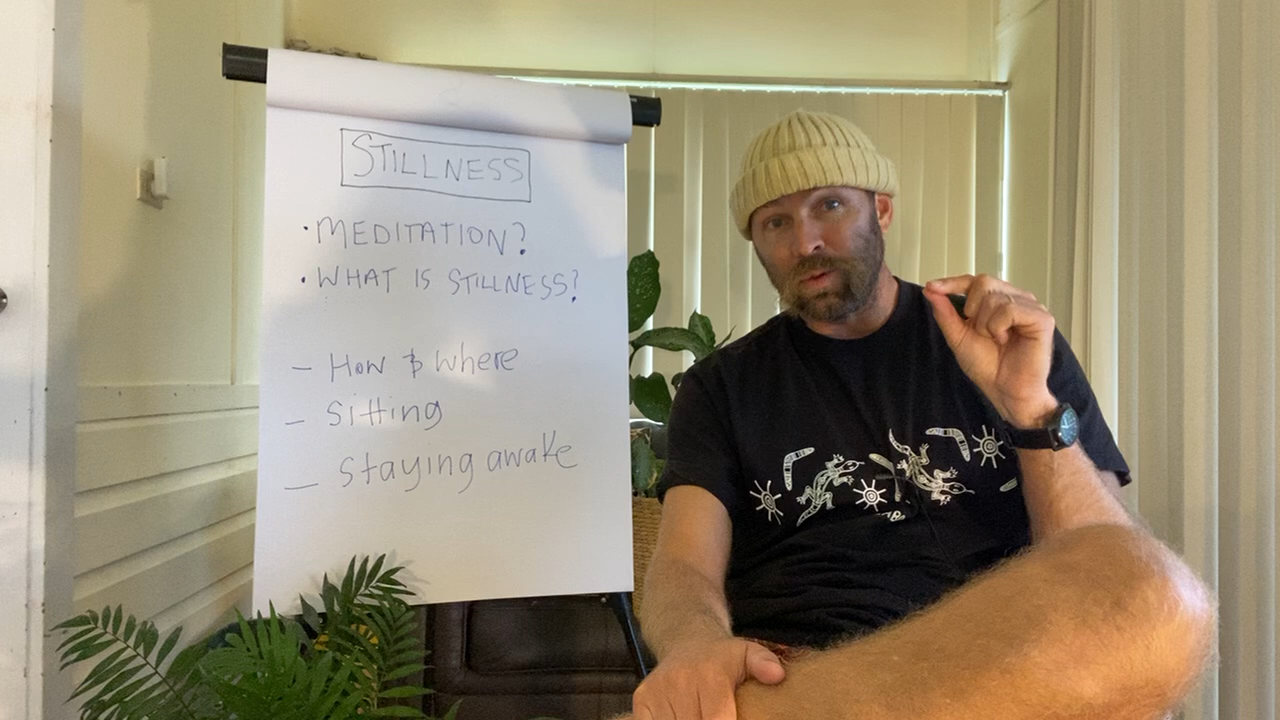 STILLNESS
• MEDITATION?
• WHAT IS STILLNESS?
– How & where
– Sitting
– Staying awake